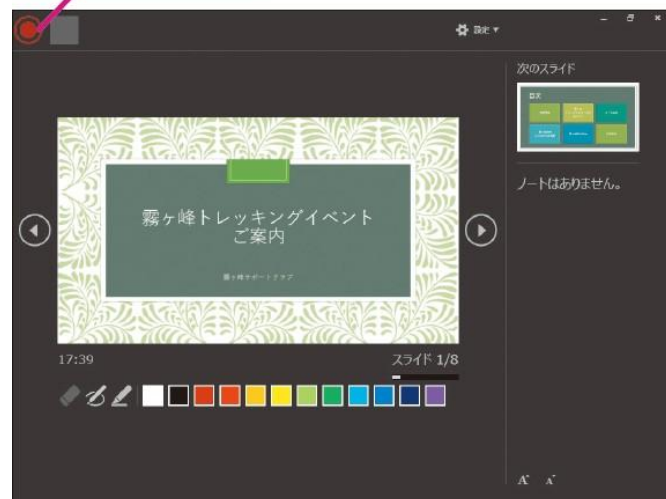 設定 ▼
次のスライド
目次
霧ヶ峰トレッキングイベント
ご案内
霧ヶ峰サポートクラブ
ノートはありません。
17:39
スライド 1/8
A A